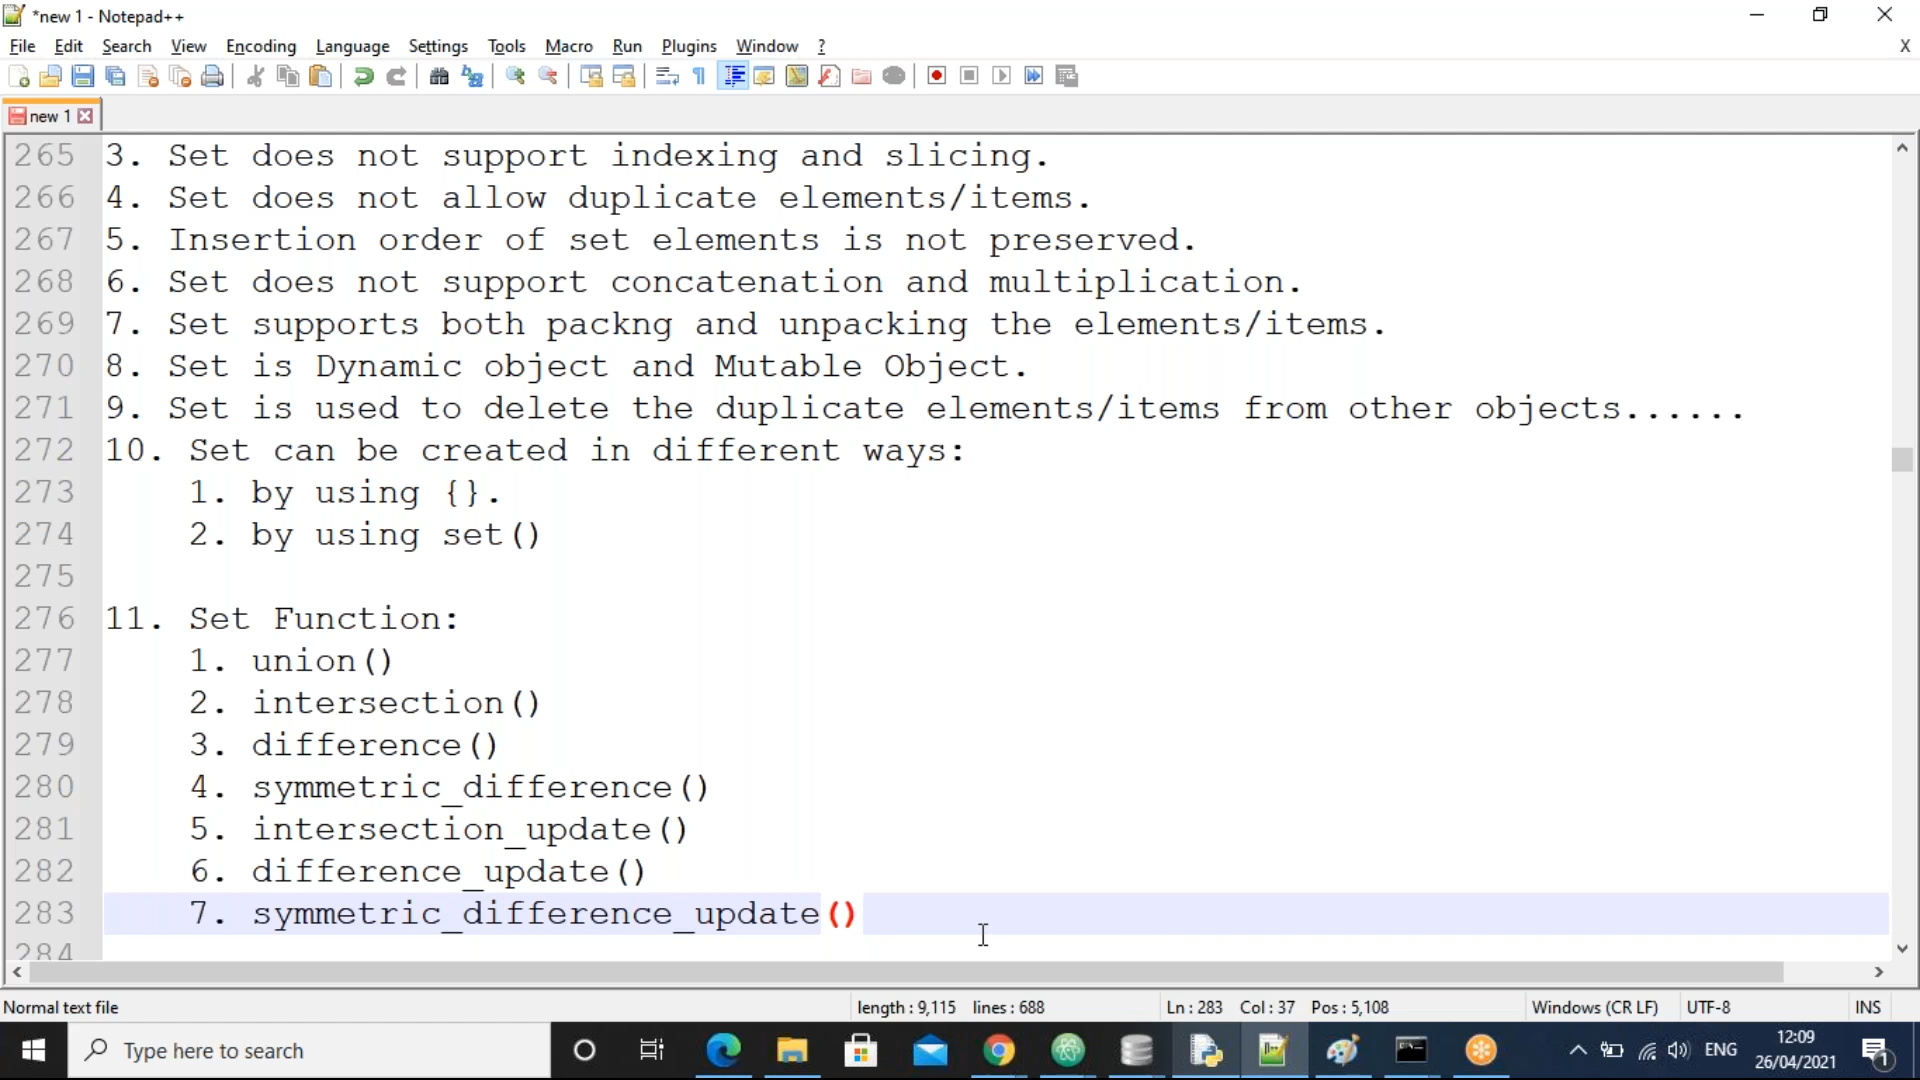 *new 1 - Notepad++
File Edit Search View Encoding Language Settings Tools Macro Run Plugins Window ? X
new 1
265 3. Set does not support indexing and slicing.
266 4. Set does not allow duplicate elements/items.
267 5. Insertion order of set elements is not preserved.
268 6. Set does not support concatenation and multiplication.
269 7. Set supports both packng and unpacking the elements/items.
270 8. Set is Dynamic object and Mutable Object.
271 9. Set is used to delete the duplicate elements/items from other objects......
272 10. Set can be created in different ways:
273 1. by using {}.
274 2. by using set()
275
276 11. Set Function:
277 1. union()
278 2. intersection()
279 3. difference()
280 4. symmetric_difference()
281 5. intersection_update()
282 6. difference_update()
283 7. symmetric_difference_update()
284
Normal text file length : 9,115 lines : 688 Ln : 283 Col : 37 Pos : 5,108 Windows (CR LF) UTF-8 INS
Type here to search ENG 12:09
26/04/2021 1